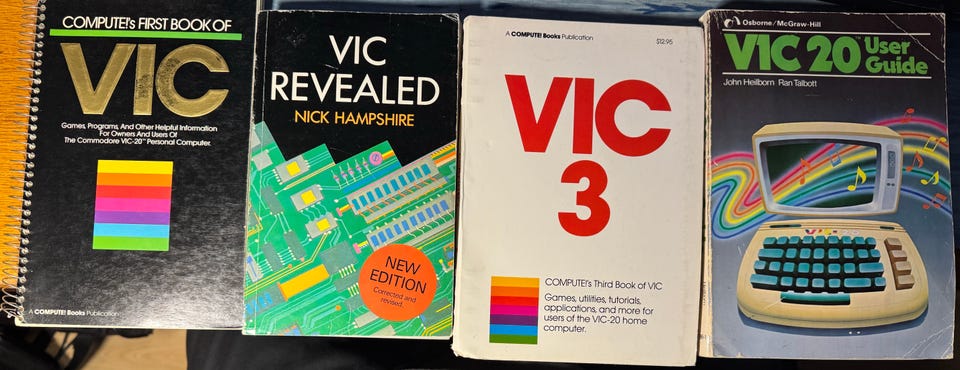 COMPUTE!'s FIRST BOOK OF
VIC
Games, Programs, And Other Helpful Information
For Owners And Users Of
The Commodore VIC-20™ Personal Computer.
A COMPUTE! Books Publication
VIC
REVEALED
NICK HAMPSHIRE
NEW
EDITION
Corrected and
revised.
A COMPUTE! Books Publication
$12.95
VIC
3
COMPUTE!'s Third Book of VIC
Games, utilities, tutorials,
applications, and more for
users of the VIC-20 home
computer.
Osborne/McGraw-Hill
VIC 20™ User
Guide
John Heilborn Ran Talbott